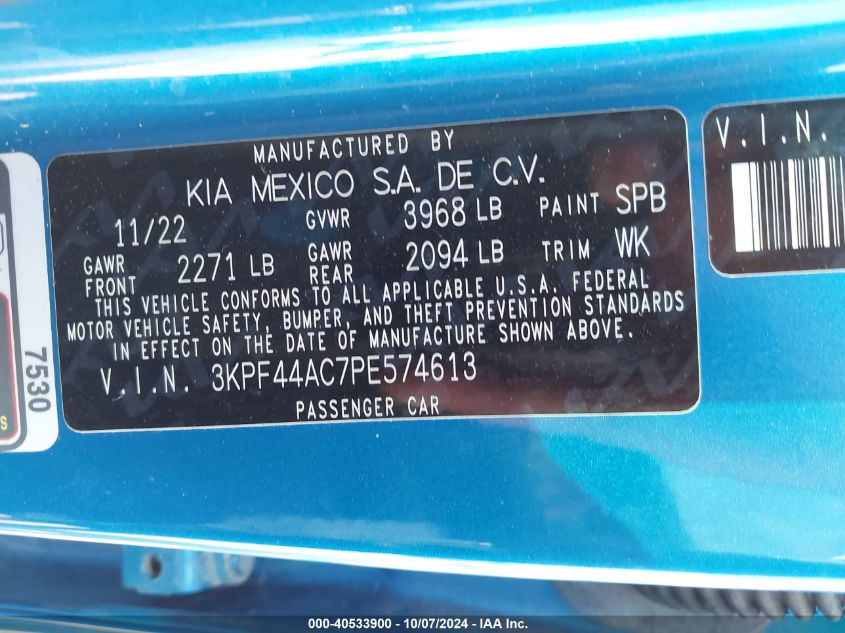 MANUFACTURED BY
KIA MEXICO S.A. DE C.V.
11/22 GVWR 3968 LB PAINT SPB
GAWR FRONT 2271 LB GAWR REAR 2094 LB TRIM WK
THIS VEHICLE CONFORMS TO ALL APPLICABLE U.S.A. FEDERAL
MOTOR VEHICLE SAFETY, BUMPER, AND THEFT PREVENTION STANDARDS
IN EFFECT ON THE DATE OF MANUFACTURE SHOWN ABOVE.
V.I.N. 3KPF44AC7PE574613
PASSENGER CAR
V.I.N.
7530
S
000-40533900 - 10/07/2024 - IAA Inc.